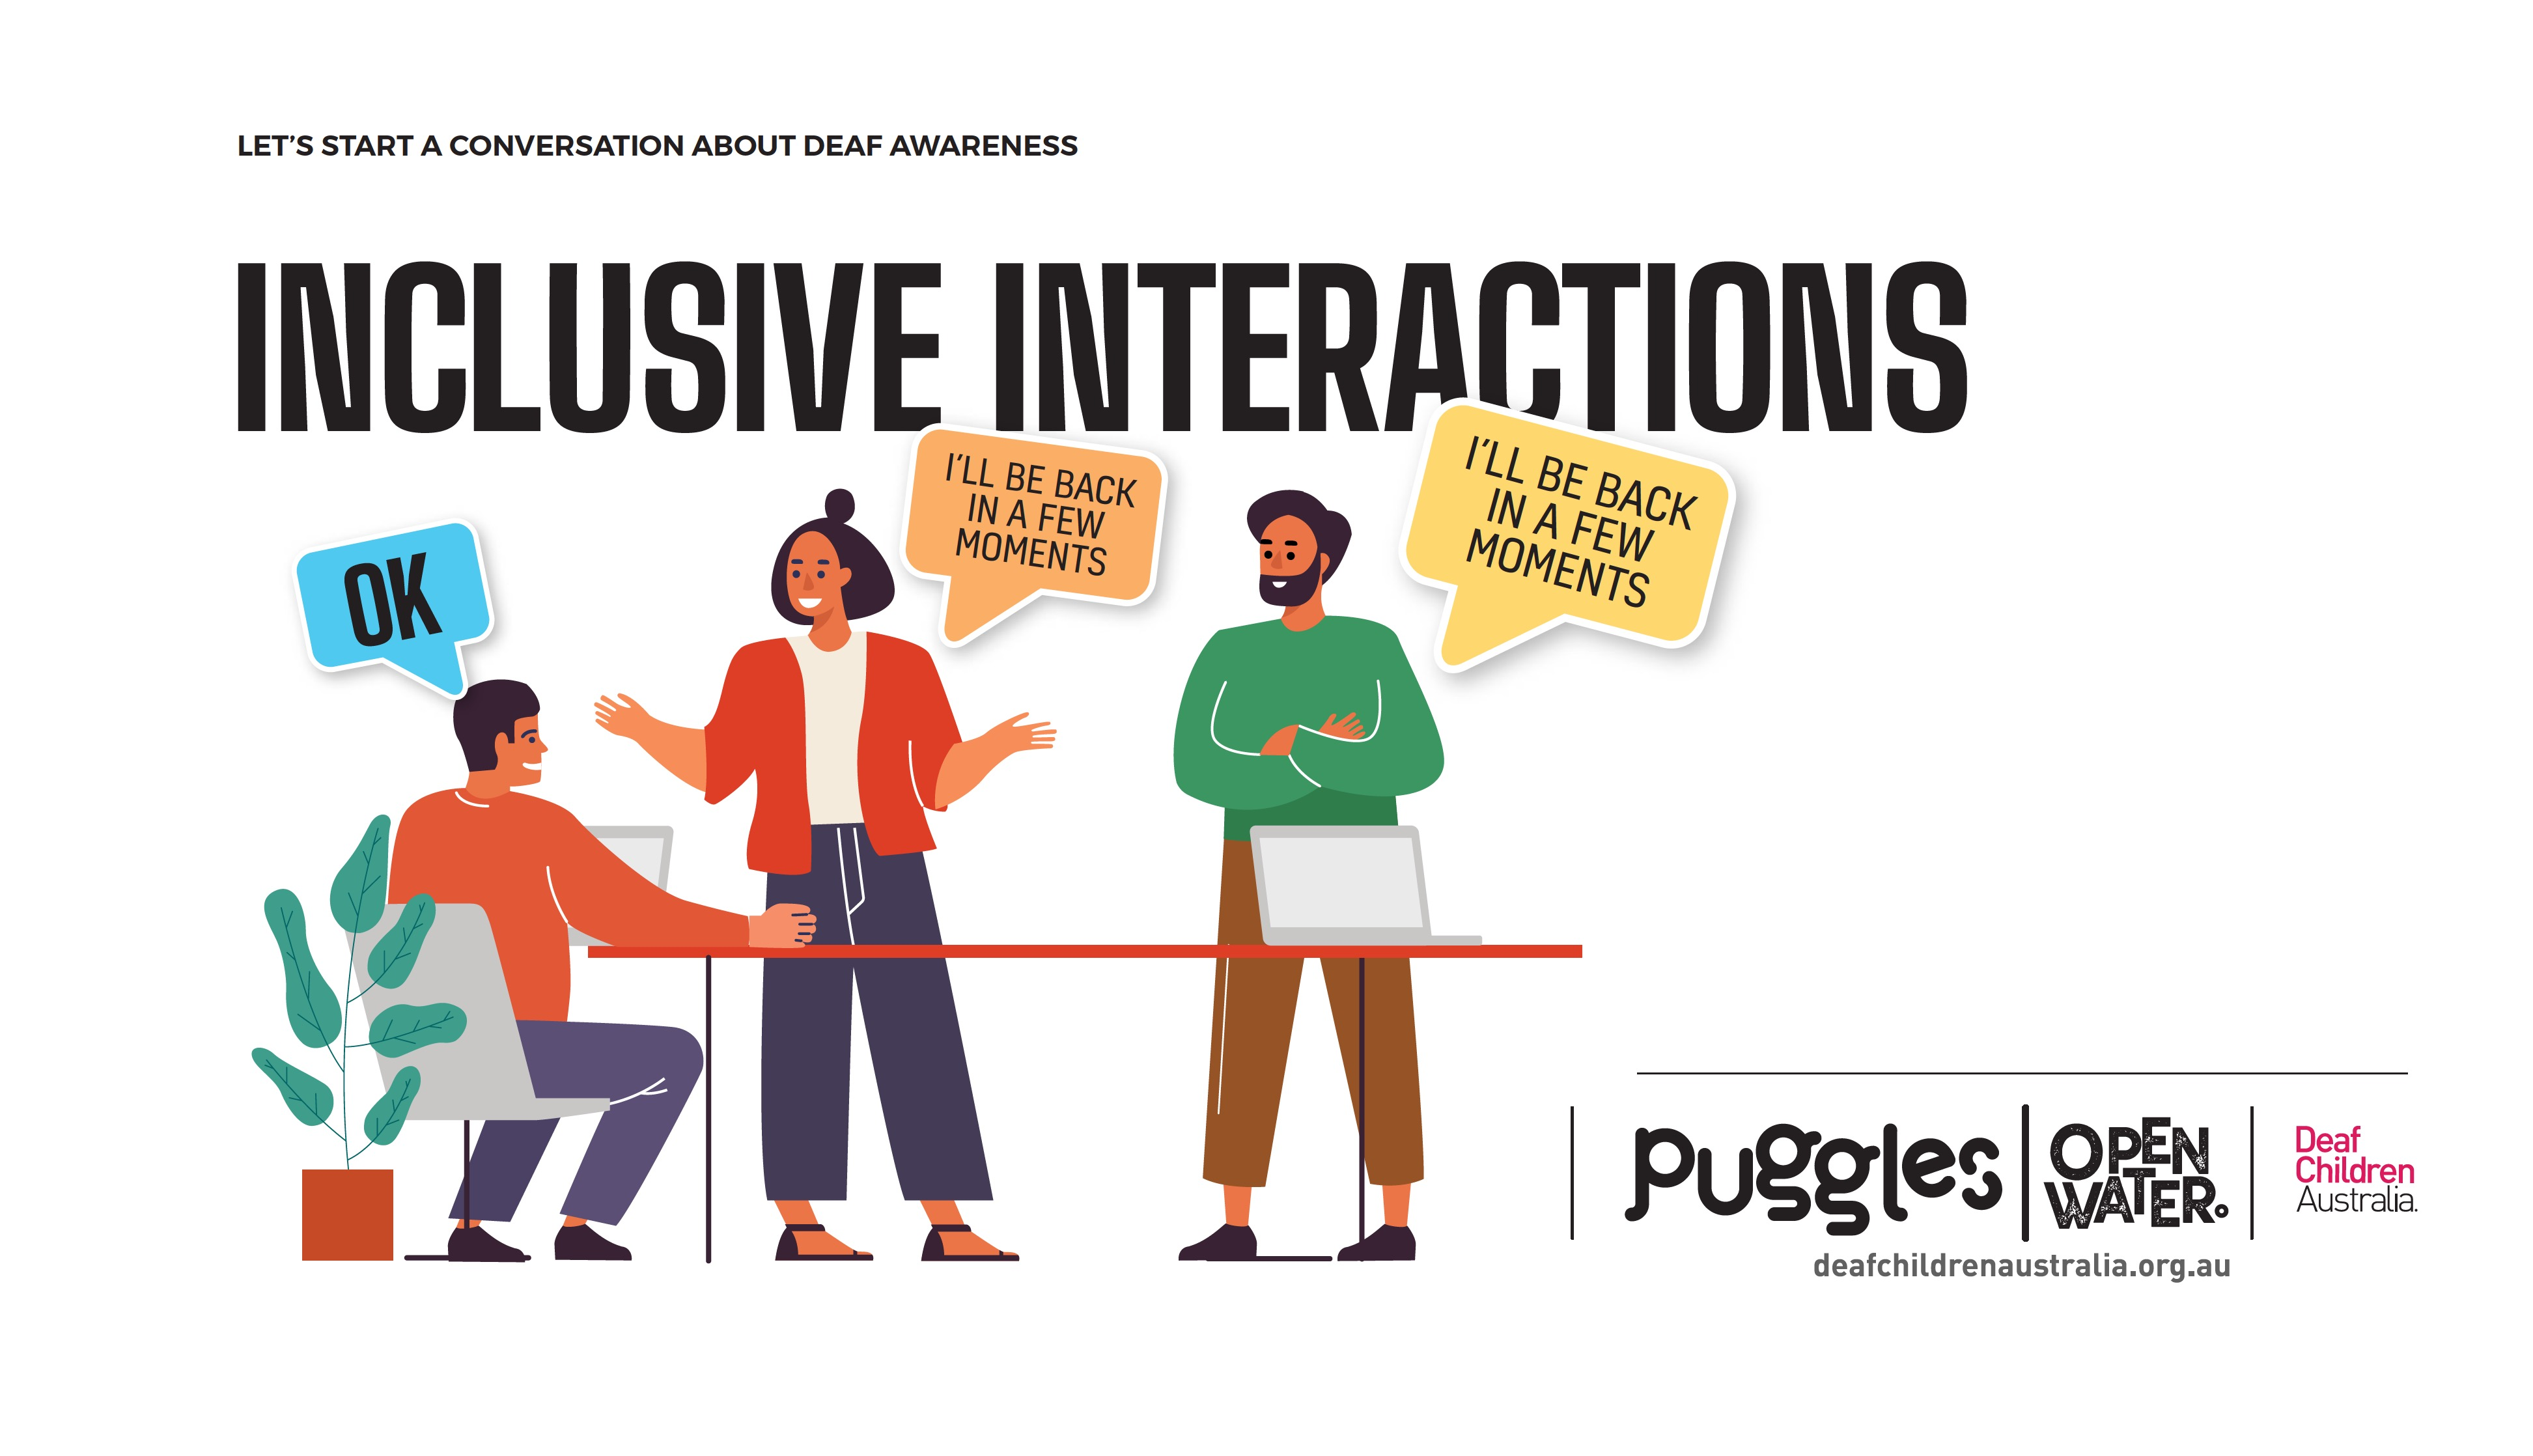 LET'S START A CONVERSATION ABOUT DEAF AWARENESS
INCLUSIVE INTERACTIONS
OK
I'LL BE BACK
IN A FEW
MOMENTS
I'LL BE BACK
IN A FEW
MOMENTS
puggles
OPEN
WATER.
Deaf
Children
Australia.
deafchildrenaustralia.org.au